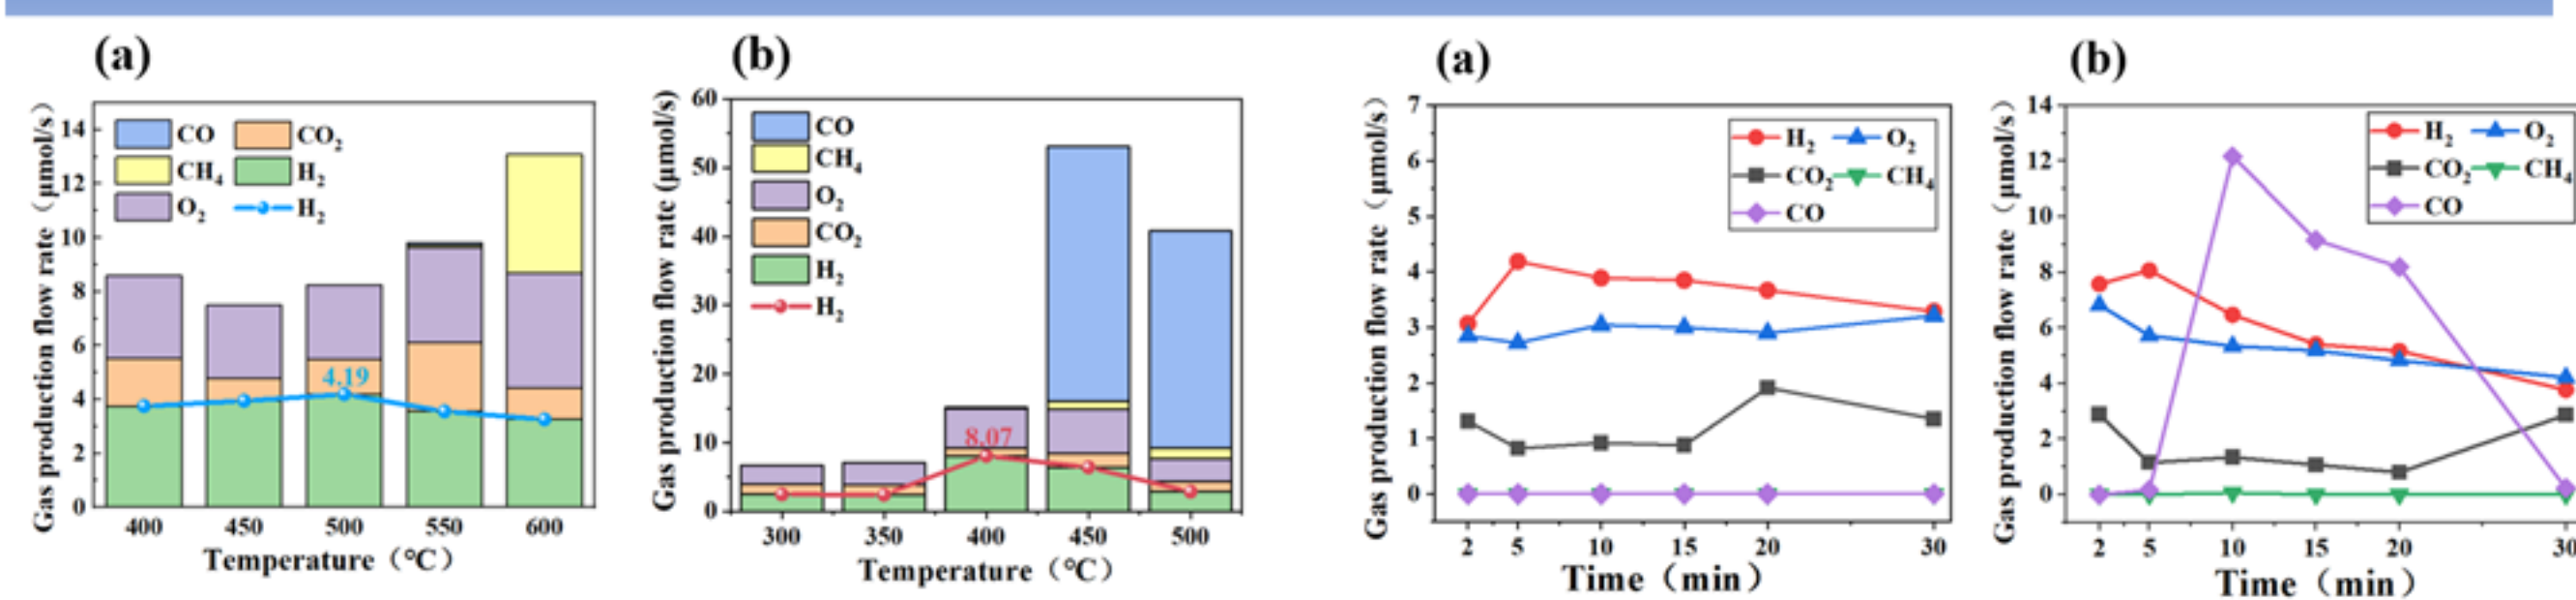 (a)
Gas production flow rate（μmol/s）
14
12
10
8
6
4
2
0
CO CO₂
CH₄ H₂
O₂ H₂
4.19
400 450 500 550 600
Temperature（℃）
(b)
Gas production flow rate (μmol/s)
60
50
40
30
20
10
0
CO
CH₄
O₂
CO₂
H₂
H₂
8.07
300 350 400 450 500
Temperature（℃）
(a)
Gas production flow rate（μmol/s）
7
6
5
4
3
2
1
0
H₂ O₂
CO₂ CH₄
CO
2 5 10 15 20 30
Time（min）
(b)
Gas production flow rate（μmol/s）
14
12
10
8
6
4
2
0
H₂ O₂
CO₂ CH₄
CO
2 5 10 15 20 30
Time（min）